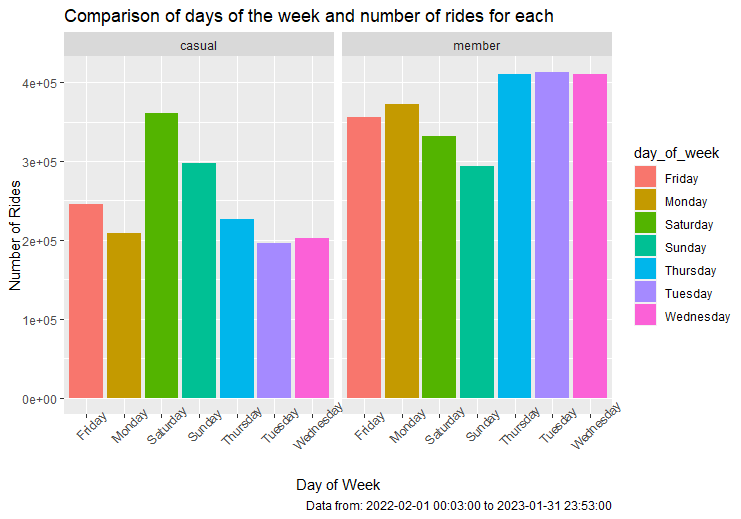 Comparison of days of the week and number of rides for each
casual
member
Number of Rides
4e+05
3e+05
2e+05
1e+05
0e+00
Friday
Monday
Saturday
Sunday
Thursday
Tuesday
Wednesday
Friday
Monday
Saturday
Sunday
Thursday
Tuesday
Wednesday
Day of Week
day_of_week
Friday
Monday
Saturday
Sunday
Thursday
Tuesday
Wednesday
Data from: 2022-02-01 00:03:00 to 2023-01-31 23:53:00